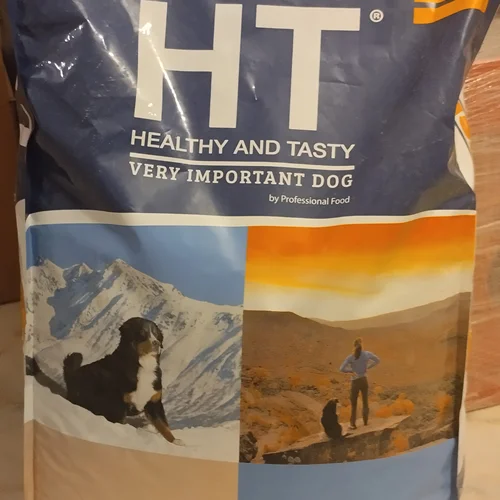 HT®
HEALTHY AND TASTY
VERY IMPORTANT DOG
by Professional Food